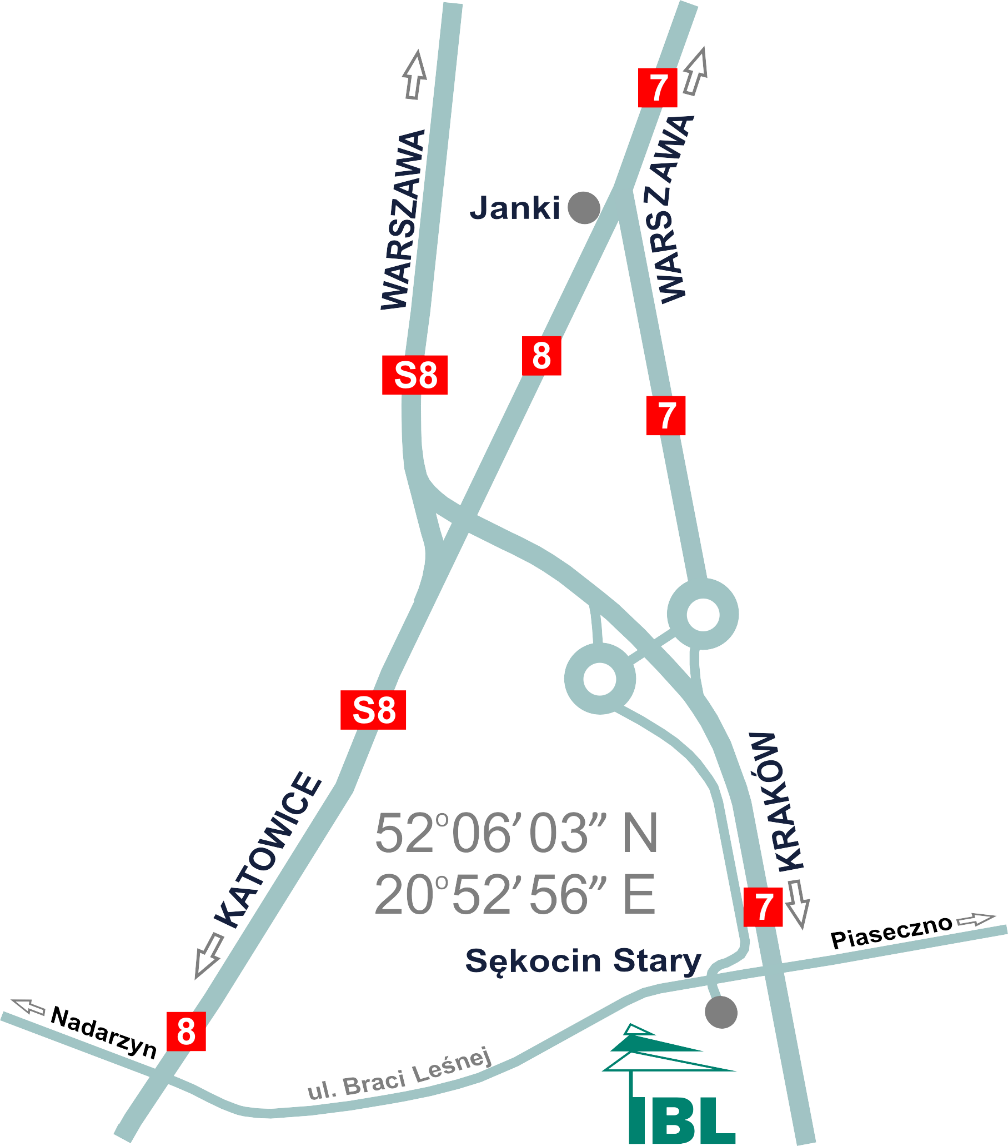 7
WARSZAWA
WARSZAWA
Janki
8
S8
7
S8
KRAKÓW
KATOWICE
52°06′03″ N
20°52′56″ E
7
Piaseczno
Sękocin Stary
Nadarzyn
8
ul. Braci Leśnej
IBL